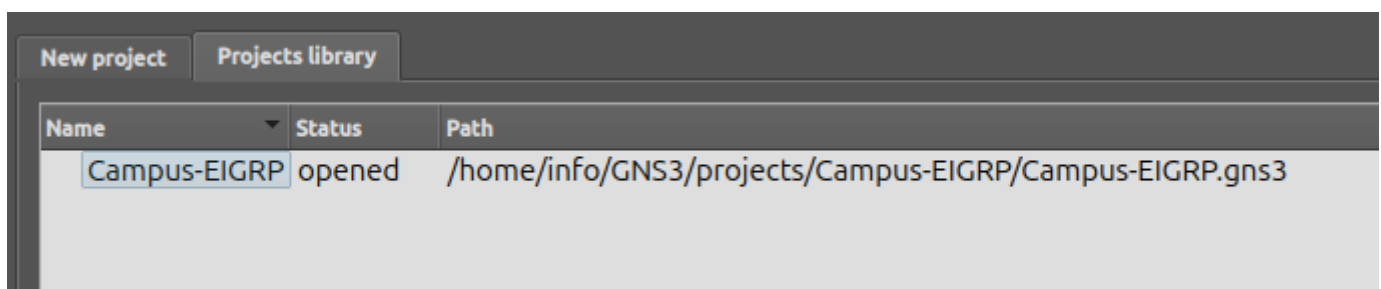 New project Projects library
Name Status Path
Campus-EIGRP opened /home/info/GNS3/projects/Campus-EIGRP/Campus-EIGRP.gns3